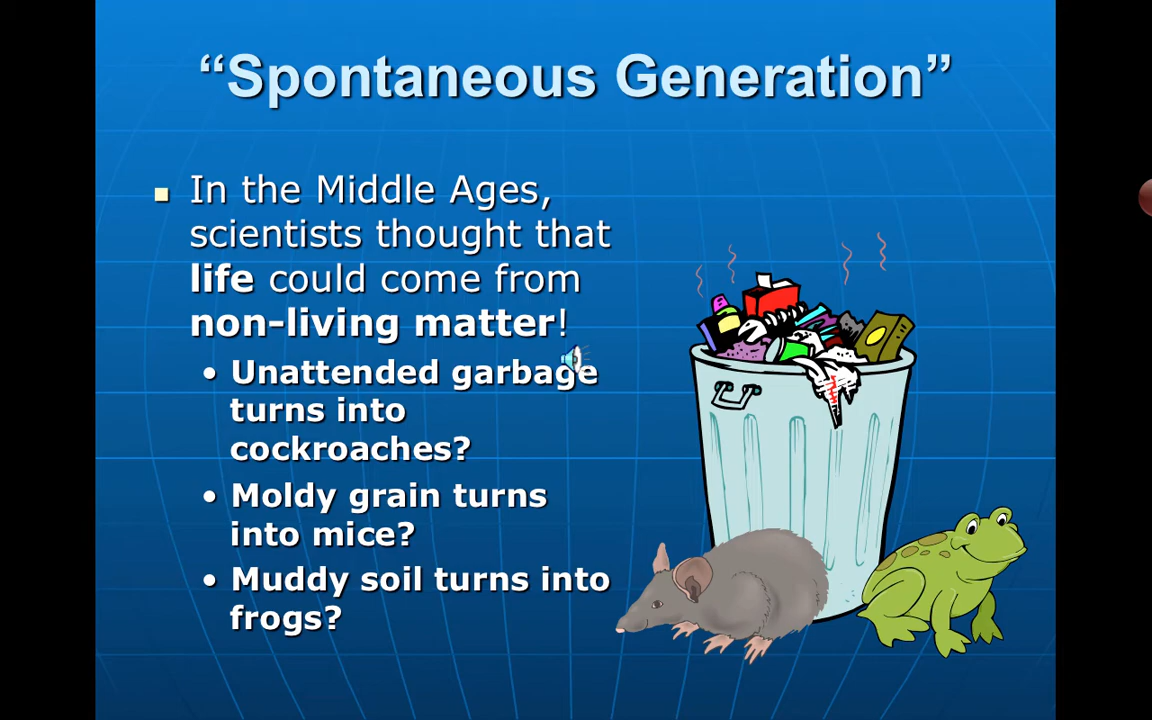 “Spontaneous Generation”
In the Middle Ages,
scientists thought that
life could come from
non-living matter!
• Unattended garbage
turns into
cockroaches?
• Moldy grain turns
into mice?
• Muddy soil turns into
frogs?